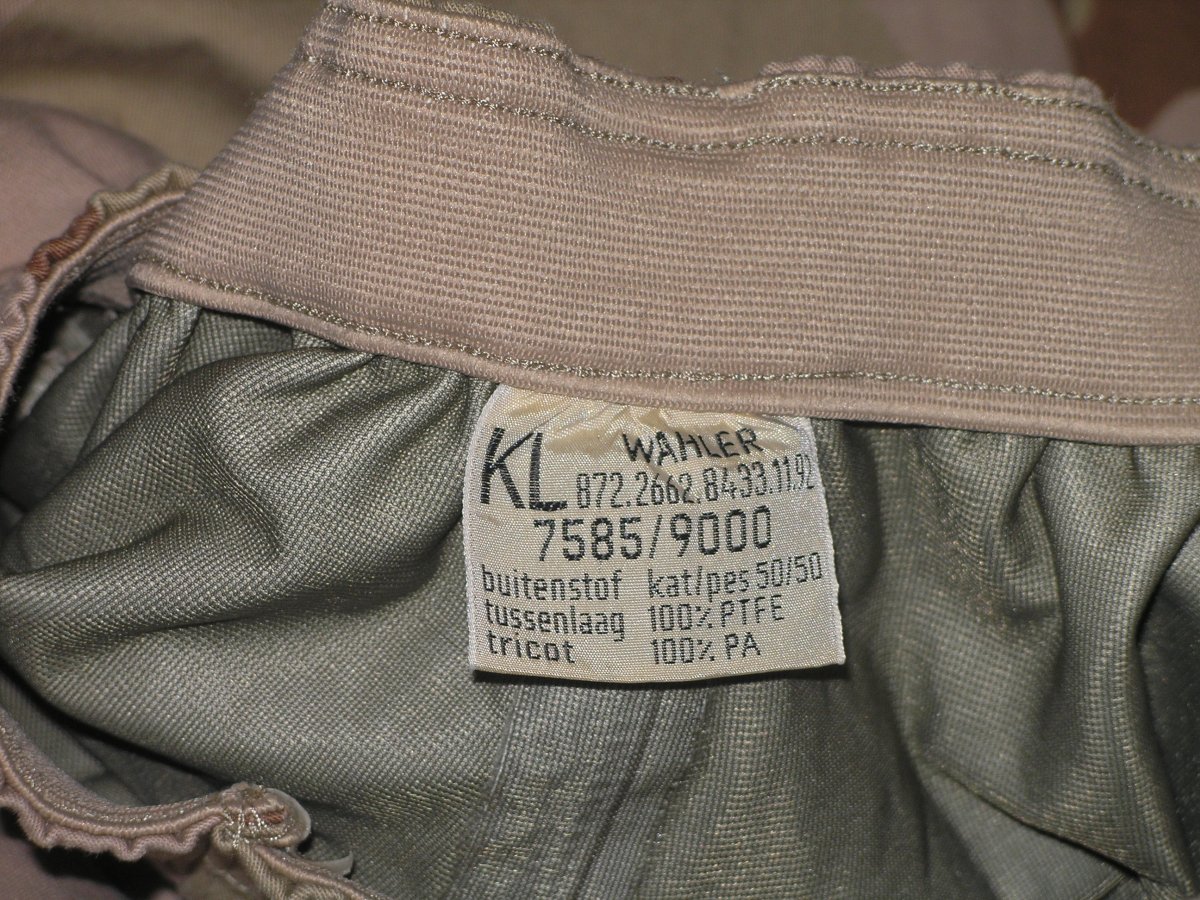 WAHLER
KL 872.2662.8433.11.92
7585/9000
buitenstof kat/pes 50/50
tussenlaag 100% PTFE
tricot 100% PA